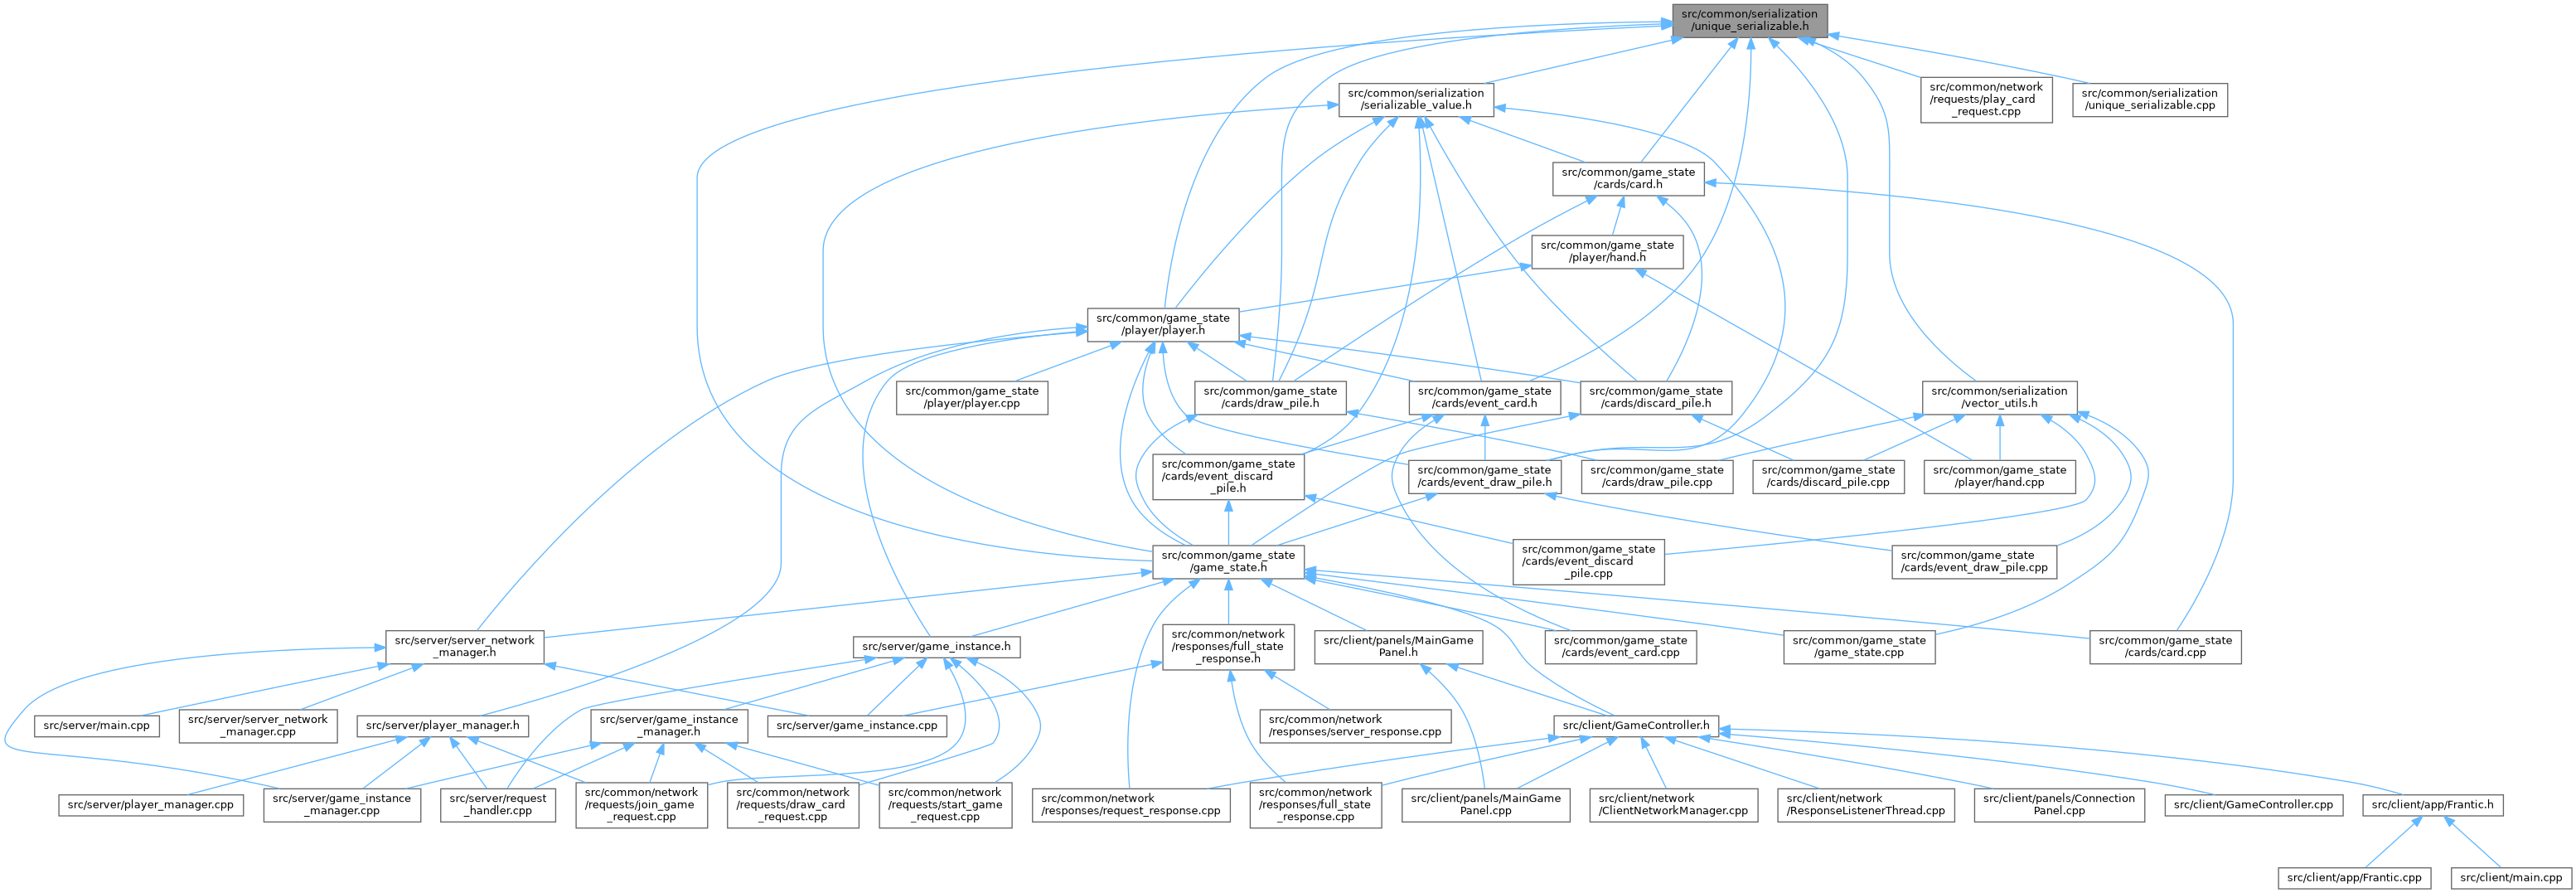 src/common/serialization
/unique_serializable.h
src/common/serialization
/serializable_value.h
src/common/network
/requests/play_card
_request.cpp
src/common/serialization
/unique_serializable.cpp
src/common/game_state
/cards/card.h
src/common/game_state
/player/hand.h
src/common/game_state
/player/player.h
src/common/game_state
/player/player.cpp
src/common/game_state
/cards/draw_pile.h
src/common/game_state
/cards/event_card.h
src/common/game_state
/cards/discard_pile.h
src/common/serialization
/vector_utils.h
src/common/game_state
/cards/event_discard
_pile.h
src/common/game_state
/cards/event_draw_pile.h
src/common/game_state
/cards/draw_pile.cpp
src/common/game_state
/cards/discard_pile.cpp
src/common/game_state
/player/hand.cpp
src/common/game_state
/game_state.h
src/common/game_state
/cards/event_discard
_pile.cpp
src/common/game_state
/cards/event_draw_pile.cpp
src/server/server_network
_manager.h
src/server/game_instance.h
src/common/network
/responses/full_state
_response.h
src/client/panels/MainGame
Panel.h
src/common/game_state
/cards/event_card.cpp
src/common/game_state
/game_state.cpp
src/common/game_state
/cards/card.cpp
src/server/main.cpp
src/server/server_network
_manager.cpp
src/server/player_manager.h
src/server/game_instance
_manager.h
src/server/game_instance.cpp
src/common/network
/responses/server_response.cpp
src/client/GameController.h
src/server/player_manager.cpp
src/server/game_instance
_manager.cpp
src/server/request
_handler.cpp
src/common/network
/requests/join_game
_request.cpp
src/common/network
/requests/draw_card
_request.cpp
src/common/network
/requests/start_game
_request.cpp
src/common/network
/responses/request_response.cpp
src/common/network
/responses/full_state
_response.cpp
src/client/panels/MainGame
Panel.cpp
src/client/network
/ClientNetworkManager.cpp
src/client/network
/ResponseListenerThread.cpp
src/client/panels/Connection
Panel.cpp
src/client/GameController.cpp
src/client/app/Frantic.h
src/client/app/Frantic.cpp
src/client/main.cpp